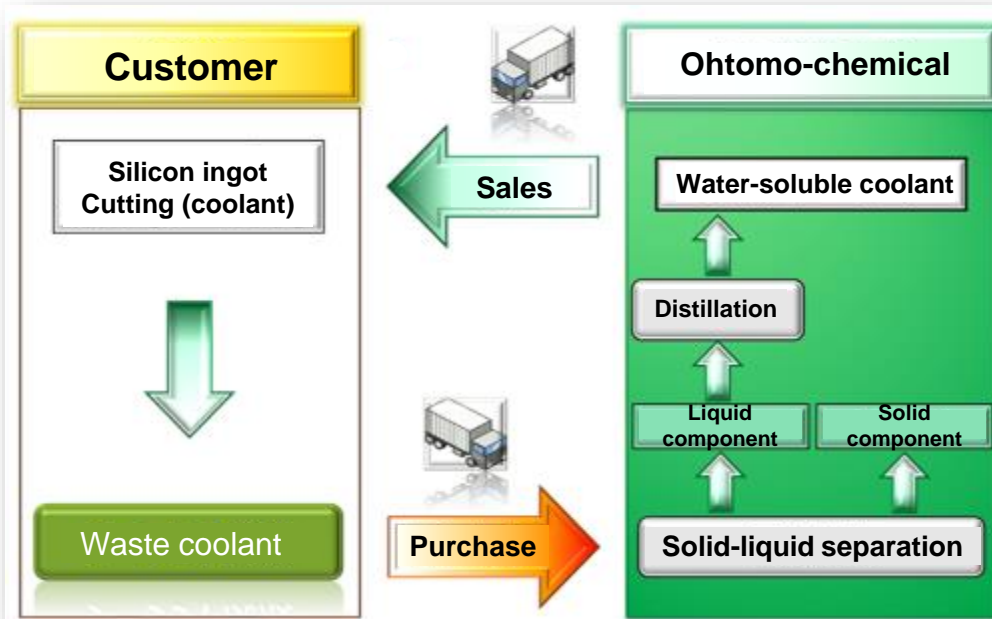 Customer
Ohtomo-chemical
Silicon ingot
Cutting (coolant)
Sales
Water-soluble coolant
Distillation
Liquid
component
Solid
component
Waste coolant
Purchase
Solid-liquid separation